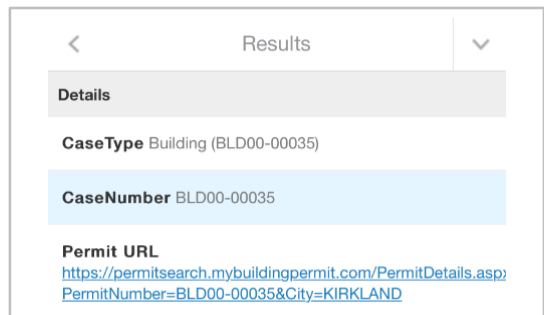 Results
Details
CaseType Building (BLD00-00035)
CaseNumber BLD00-00035
Permit URL
https://permitsearch.mybuildingpermit.com/PermitDetails.asp
PermitNumber=BLD00-00035&City=KIRKLAND